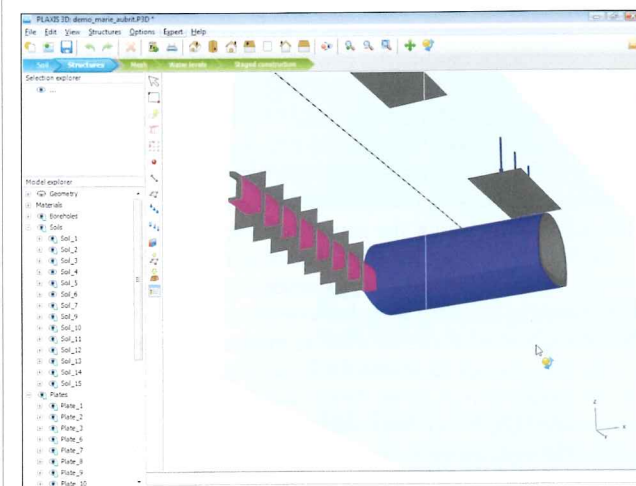 PLAXIS 3D: demo_marie_aubrit.P3D *
File Edit View Structures Options Expert Help
Soil Structures Mesh Water levels Staged construction
Selection explorer
...
Model explorer
Geometry
Materials
Boreholes
Soils
Soil_1
Soil_2
Soil_3
Soil_4
Soil_5
Soil_6
Soil_7
Soil_9
Soil_10
Soil_11
Soil_12
Soil_13
Soil_14
Soil_15
Plates
Plate_1
Plate_2
Plate_3
Plate_6
Plate_7
Plate_8
Plate_9
Plate_10
z
x